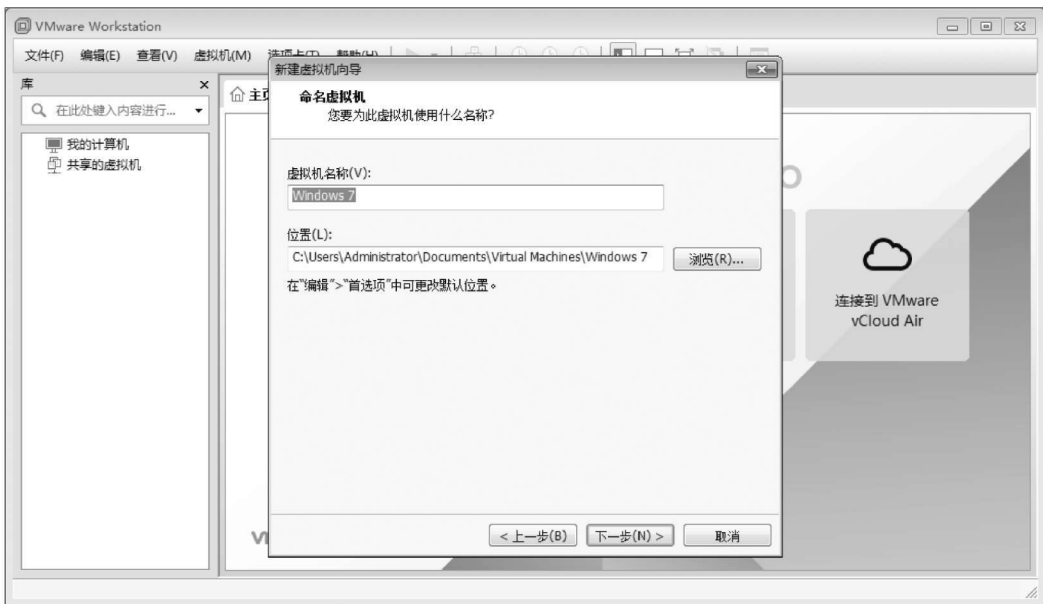 VMware Workstation
文件(F) 编辑(E) 查看(V) 虚拟机(M) 选项卡(T) 帮助(H)
库
在此处键入内容进行...
我的计算机
共享的虚拟机
新建虚拟机向导
命名虚拟机
您要为此虚拟机使用什么名称?
虚拟机名称(V):
Windows 7
位置(L):
C:\Users\Administrator\Documents\Virtual Machines\Windows 7
浏览(R)...
在“编辑”>“首选项”中可更改默认位置。
< 上一步(B) 下一步(N) > 取消
连接到 VMware
vCloud Air